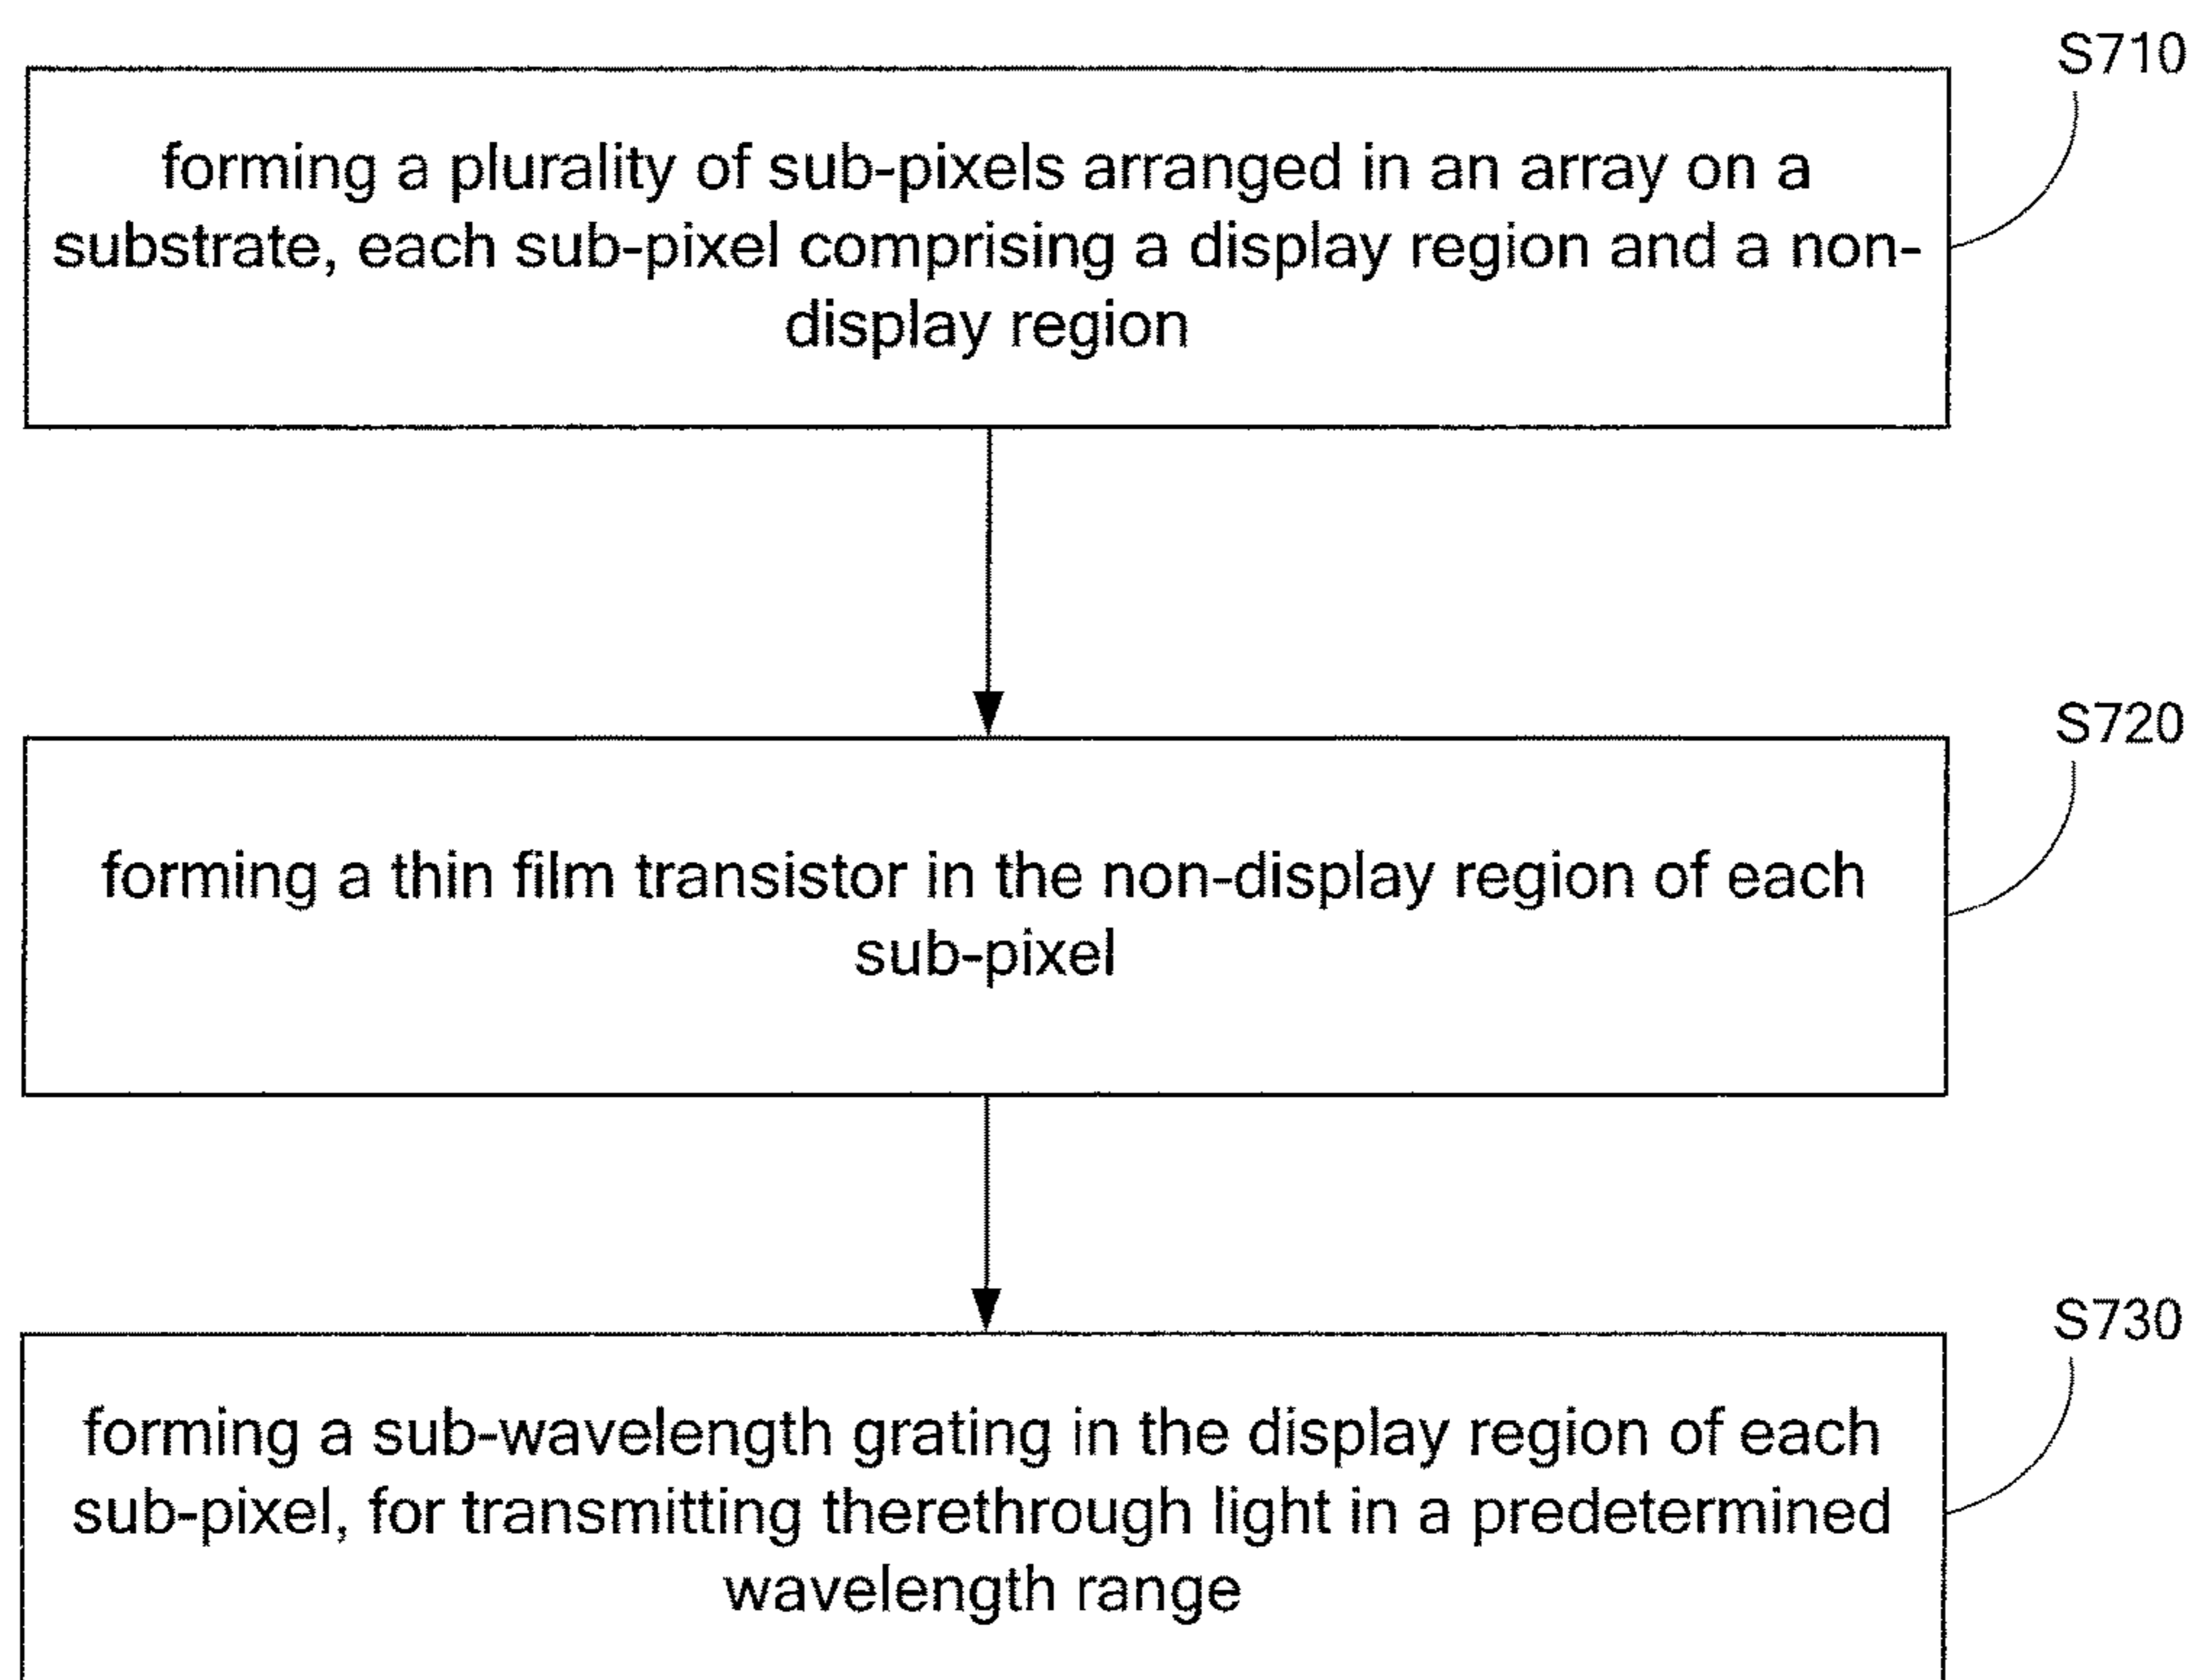 S710
forming a plurality of sub-pixels arranged in an array on a
substrate, each sub-pixel comprising a display region and a non-
display region
S720
forming a thin film transistor in the non-display region of each
sub-pixel
S730
forming a sub-wavelength grating in the display region of each
sub-pixel, for transmitting therethrough light in a predetermined
wavelength range